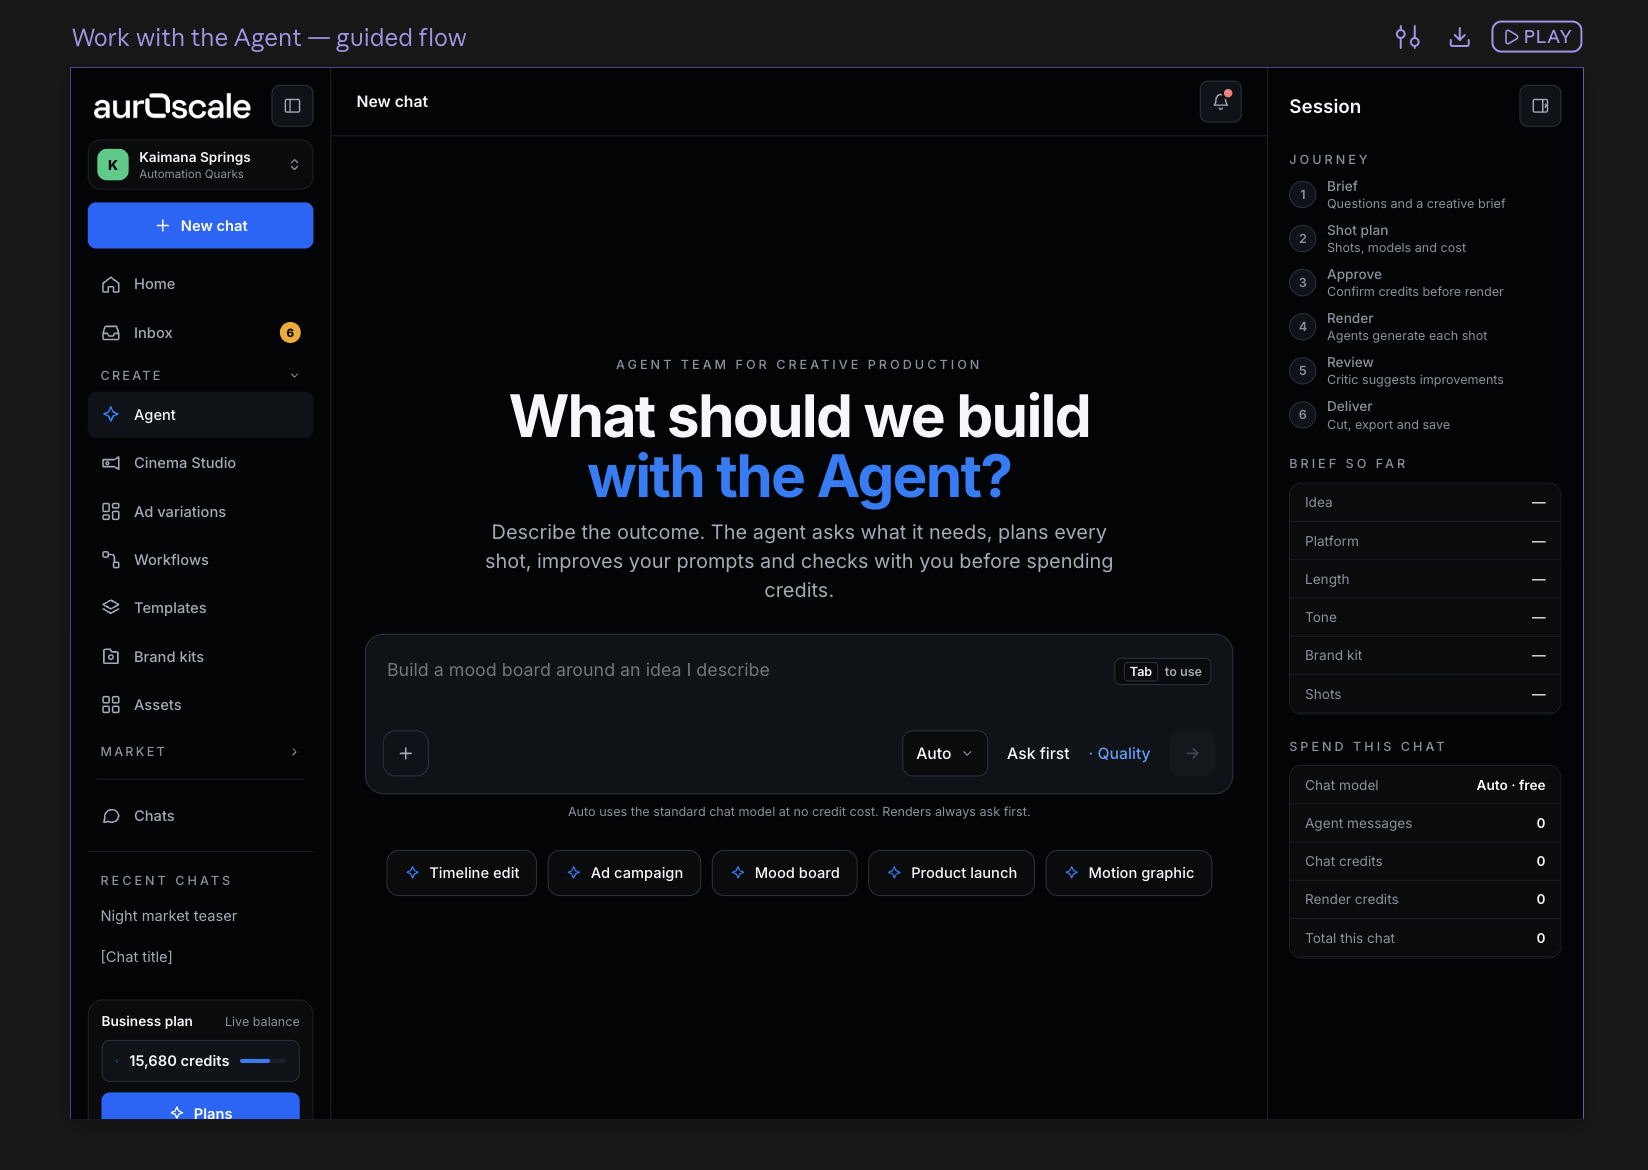 Work with the Agent — guided flow
PLAY
auroscale
K
Kaimana Springs
Automation Quarks
New chat
Home
Inbox
6
CREATE
Agent
Cinema Studio
Ad variations
Workflows
Templates
Brand kits
Assets
MARKET
Chats
RECENT CHATS
Night market teaser
[Chat title]
Business plan
Live balance
15,680 credits
Plans
New chat
AGENT TEAM FOR CREATIVE PRODUCTION
What should we build
with the Agent?
Describe the outcome. The agent asks what it needs, plans every
shot, improves your prompts and checks with you before spending
credits.
Build a mood board around an idea I describe
Tab to use
Auto
Ask first
· Quality
Auto uses the standard chat model at no credit cost. Renders always ask first.
Timeline edit
Ad campaign
Mood board
Product launch
Motion graphic
Session
JOURNEY
1
Brief
Questions and a creative brief
2
Shot plan
Shots, models and cost
3
Approve
Confirm credits before render
4
Render
Agents generate each shot
5
Review
Critic suggests improvements
6
Deliver
Cut, export and save
BRIEF SO FAR
Idea —
Platform —
Length —
Tone —
Brand kit —
Shots —
SPEND THIS CHAT
Chat model Auto · free
Agent messages 0
Chat credits 0
Render credits 0
Total this chat 0